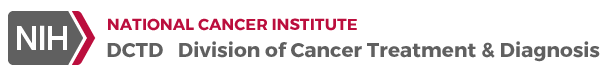 NIH
NATIONAL CANCER INSTITUTE
DCTD Division of Cancer Treatment & Diagnosis